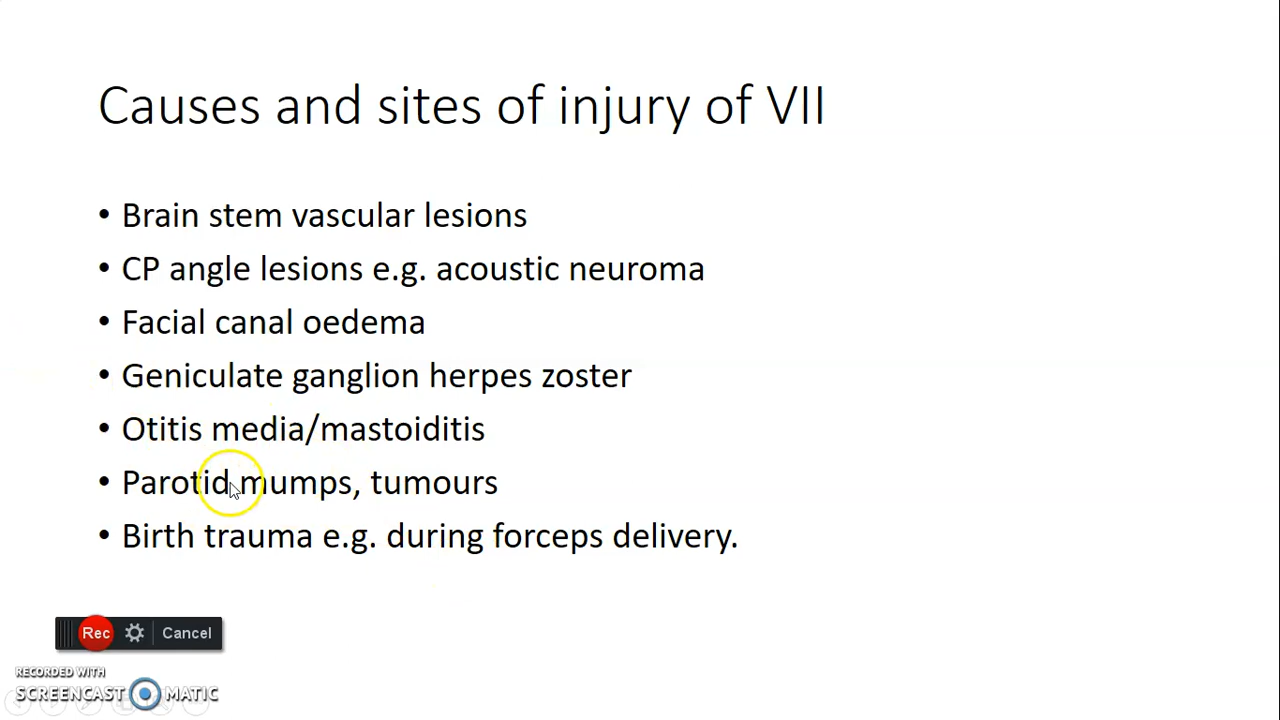 Causes and sites of injury of VII
• Brain stem vascular lesions
• CP angle lesions e.g. acoustic neuroma
• Facial canal oedema
• Geniculate ganglion herpes zoster
• Otitis media/mastoiditis
• Parotid mumps, tumours
• Birth trauma e.g. during forceps delivery.
Rec Cancel
RECORDED WITH
SCREENCAST MATIC